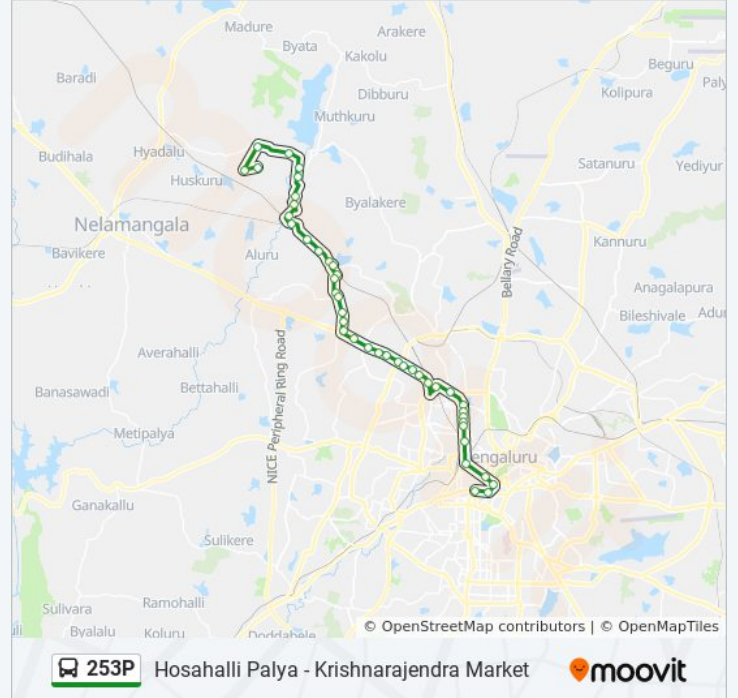 Madure
Arakere
Byata
Kakolu
Beguru
Baradi
Dibburu
Kolipura
Paly
Muthkuru
Budihala
Hyadalu
Satanuru
Yediyur
Huskuru
Byalakere
Nelamangala
Kannuru
Bavikere
Aluru
Bellary Road
Anagalapura
Bileshivale
Adur
Averahalli
NICE Peripheral Ring Road
Banasawadi
Bettahalli
Metipalya
engaluru
Ganakallu
Sulikere
Sulivara
Ramohalli
Byalalu
Koluru
Doddabele
© OpenStreetMap contributors | © OpenMapTiles
253P Hosahalli Palya - Krishnarajendra Market moovit